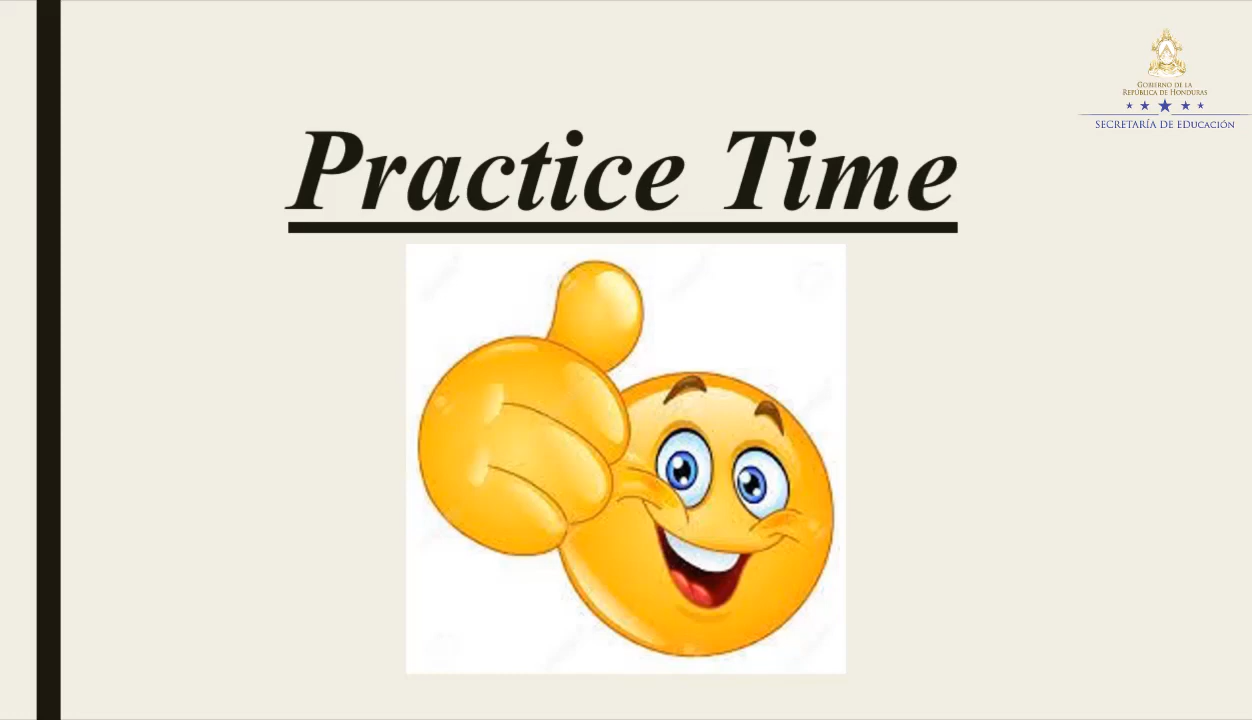 Practice Time
GOBIERNO DE LA
REPÚBLICA DE HONDURAS
SECRETARÍA DE EDUCACIÓN